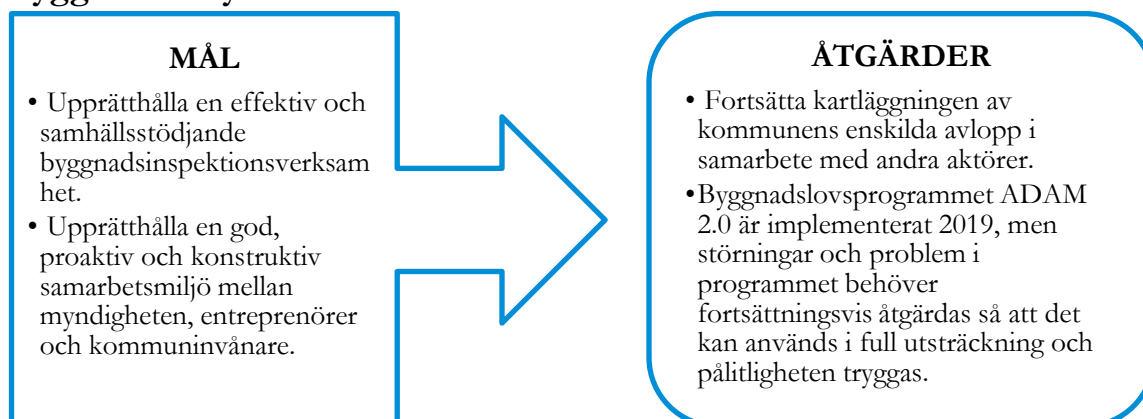 MÅL
• Upprätthålla en effektiv och
samhällsstödjande
byggnadsinspektionsverksam
het.
• Upprätthålla en god,
proaktiv och konstruktiv
samarbetsmiljö mellan
myndigheten, entreprenörer
och kommuninvånare.
ÅTGÄRDER
• Fortsätta kartläggningen av
kommunens enskilda avlopp i
samarbete med andra aktörer.
•Byggnadslovsprogrammet ADAM
2.0 är implementerat 2019, men
störningar och problem i
programmet behöver
fortsättningsvis åtgärdas så att det
kan används i full utsträckning och
pålitligheten tryggas.